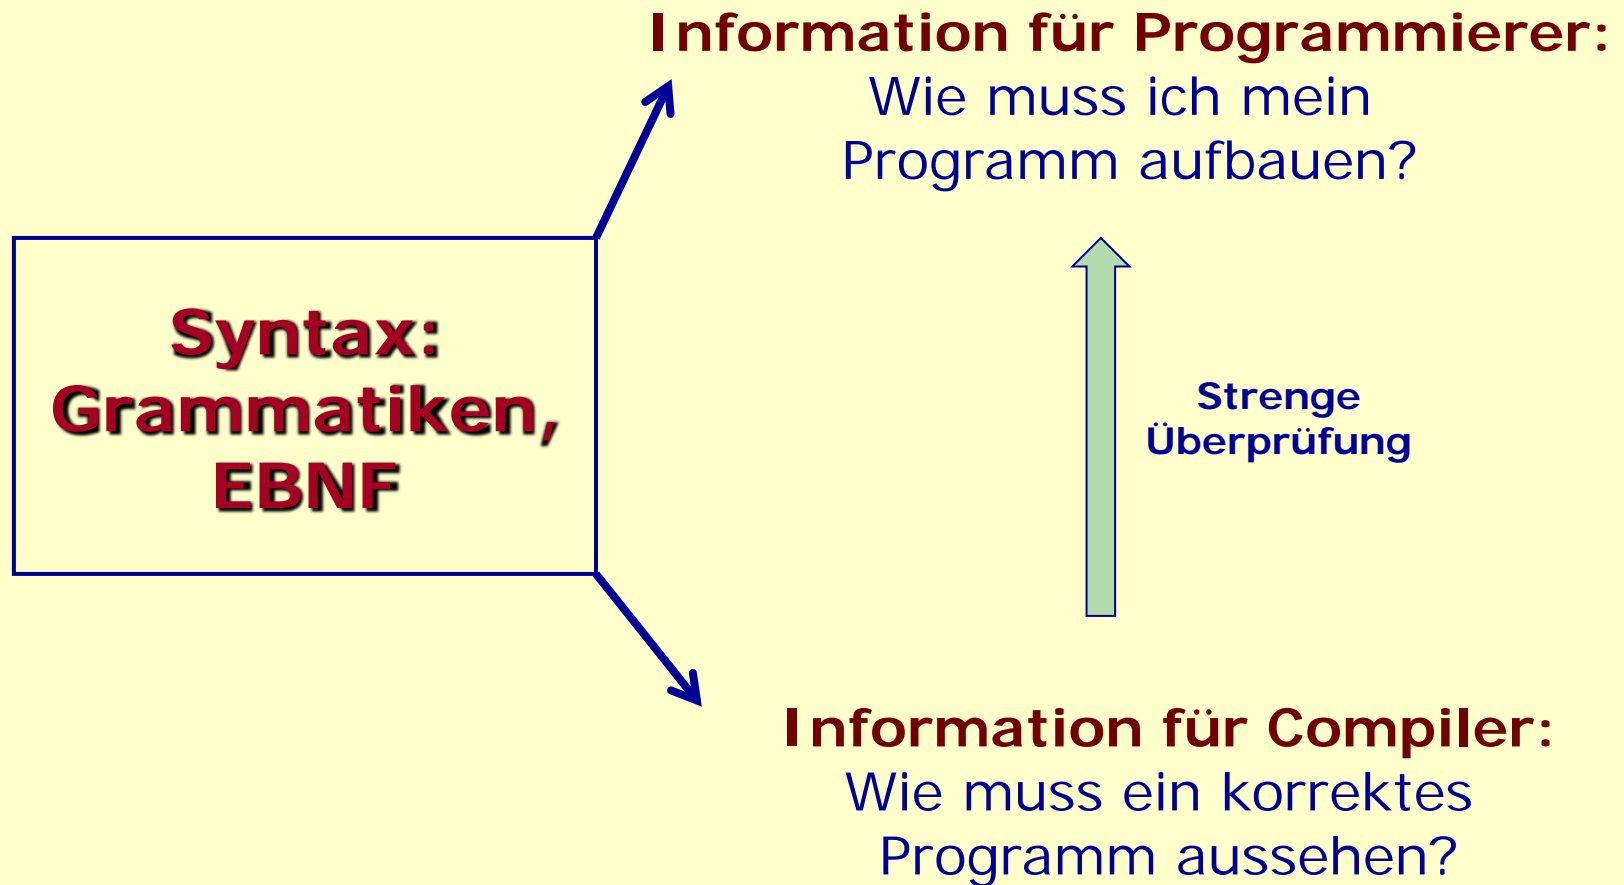 Information für Programmierer:
Wie muss ich mein
Programm aufbauen?
Syntax:
Grammatiken,
EBNF
Strenge
Überprüfung
Information für Compiler:
Wie muss ein korrektes
Programm aussehen?